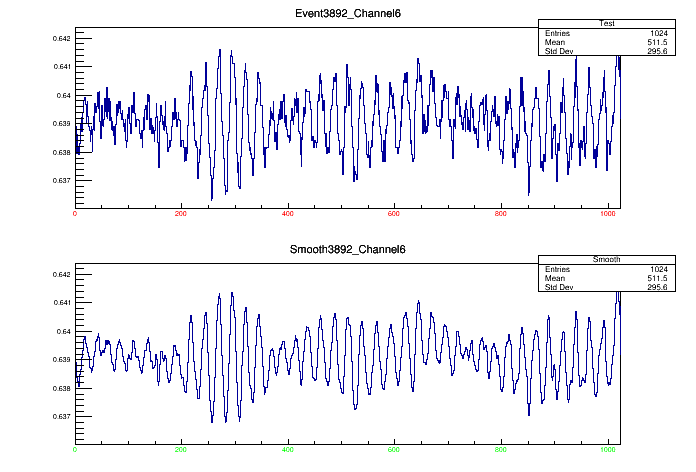 Event3892_Channel6
Test
Entries 1024
Mean 511.5
Std Dev 295.6
0.642
0.641
0.64
0.639
0.638
0.637
0 200 400 600 800 1000
Smooth3892_Channel6
Smooth
Entries 1024
Mean 511.5
Std Dev 295.6
0.642
0.641
0.64
0.639
0.638
0.637
0 200 400 600 800 1000